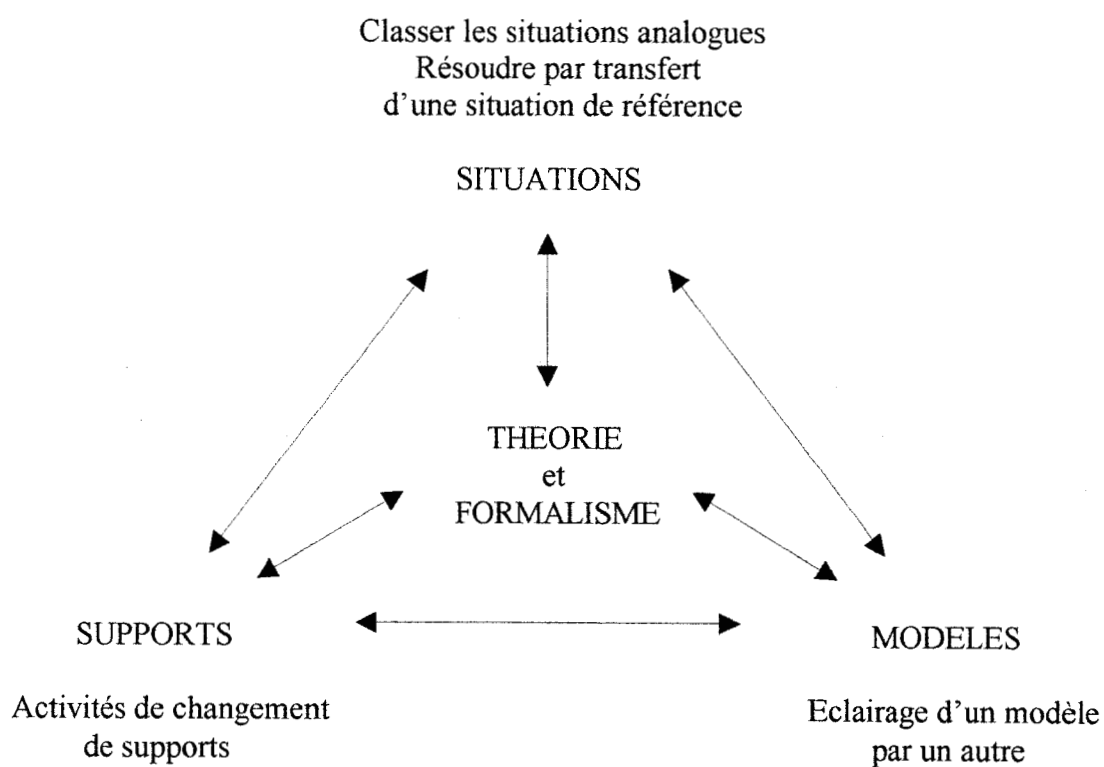 Classer les situations analogues
Résoudre par transfert
d'une situation de référence
SITUATIONS
THEORIE
et
FORMALISME
SUPPORTS
MODELES
Activités de changement
de supports
Eclairage d'un modèle
par un autre